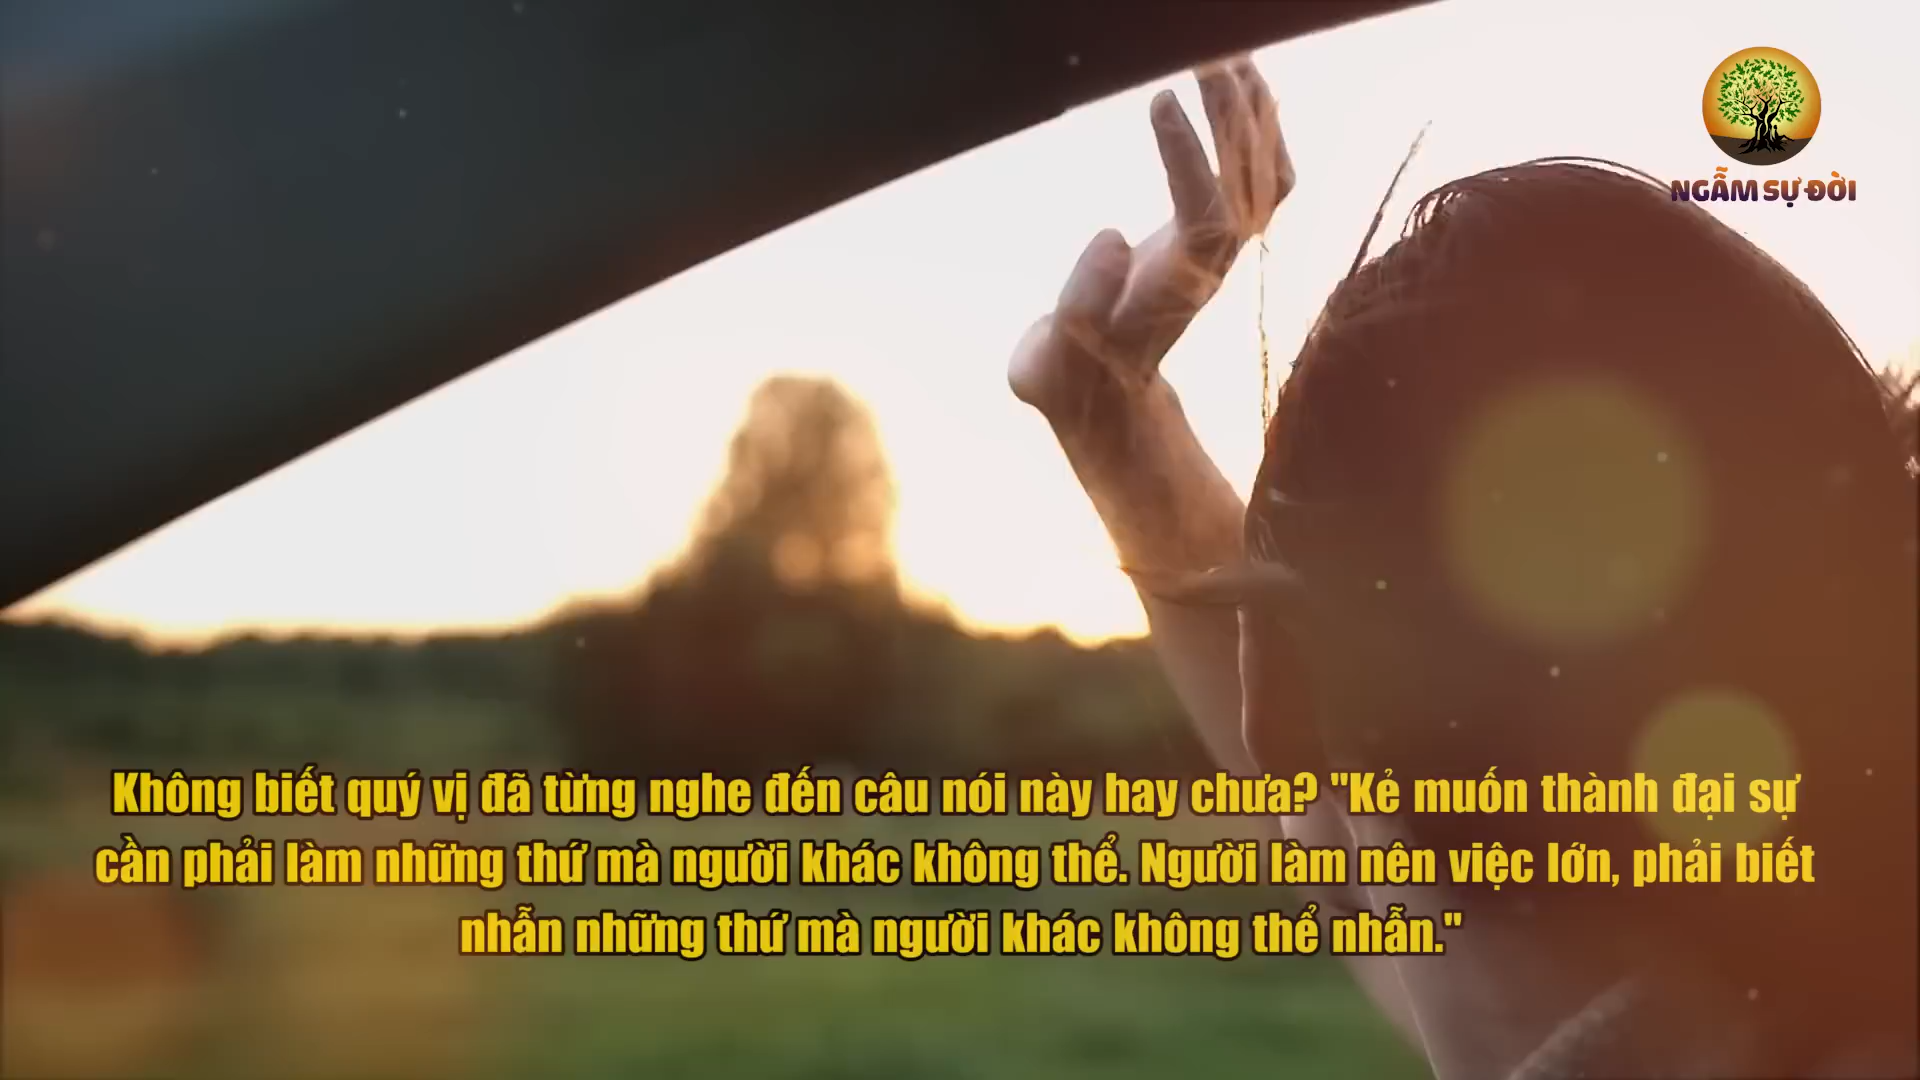 NGẪM SỰ ĐỜI
Không biết quý vị đã từng nghe đến câu nói này hay chưa? "Kẻ muốn thành đại sự
cần phải làm những thứ mà người khác không thể. Người làm nên việc lớn, phải biết
nhẫn những thứ mà người khác không thể nhẫn."